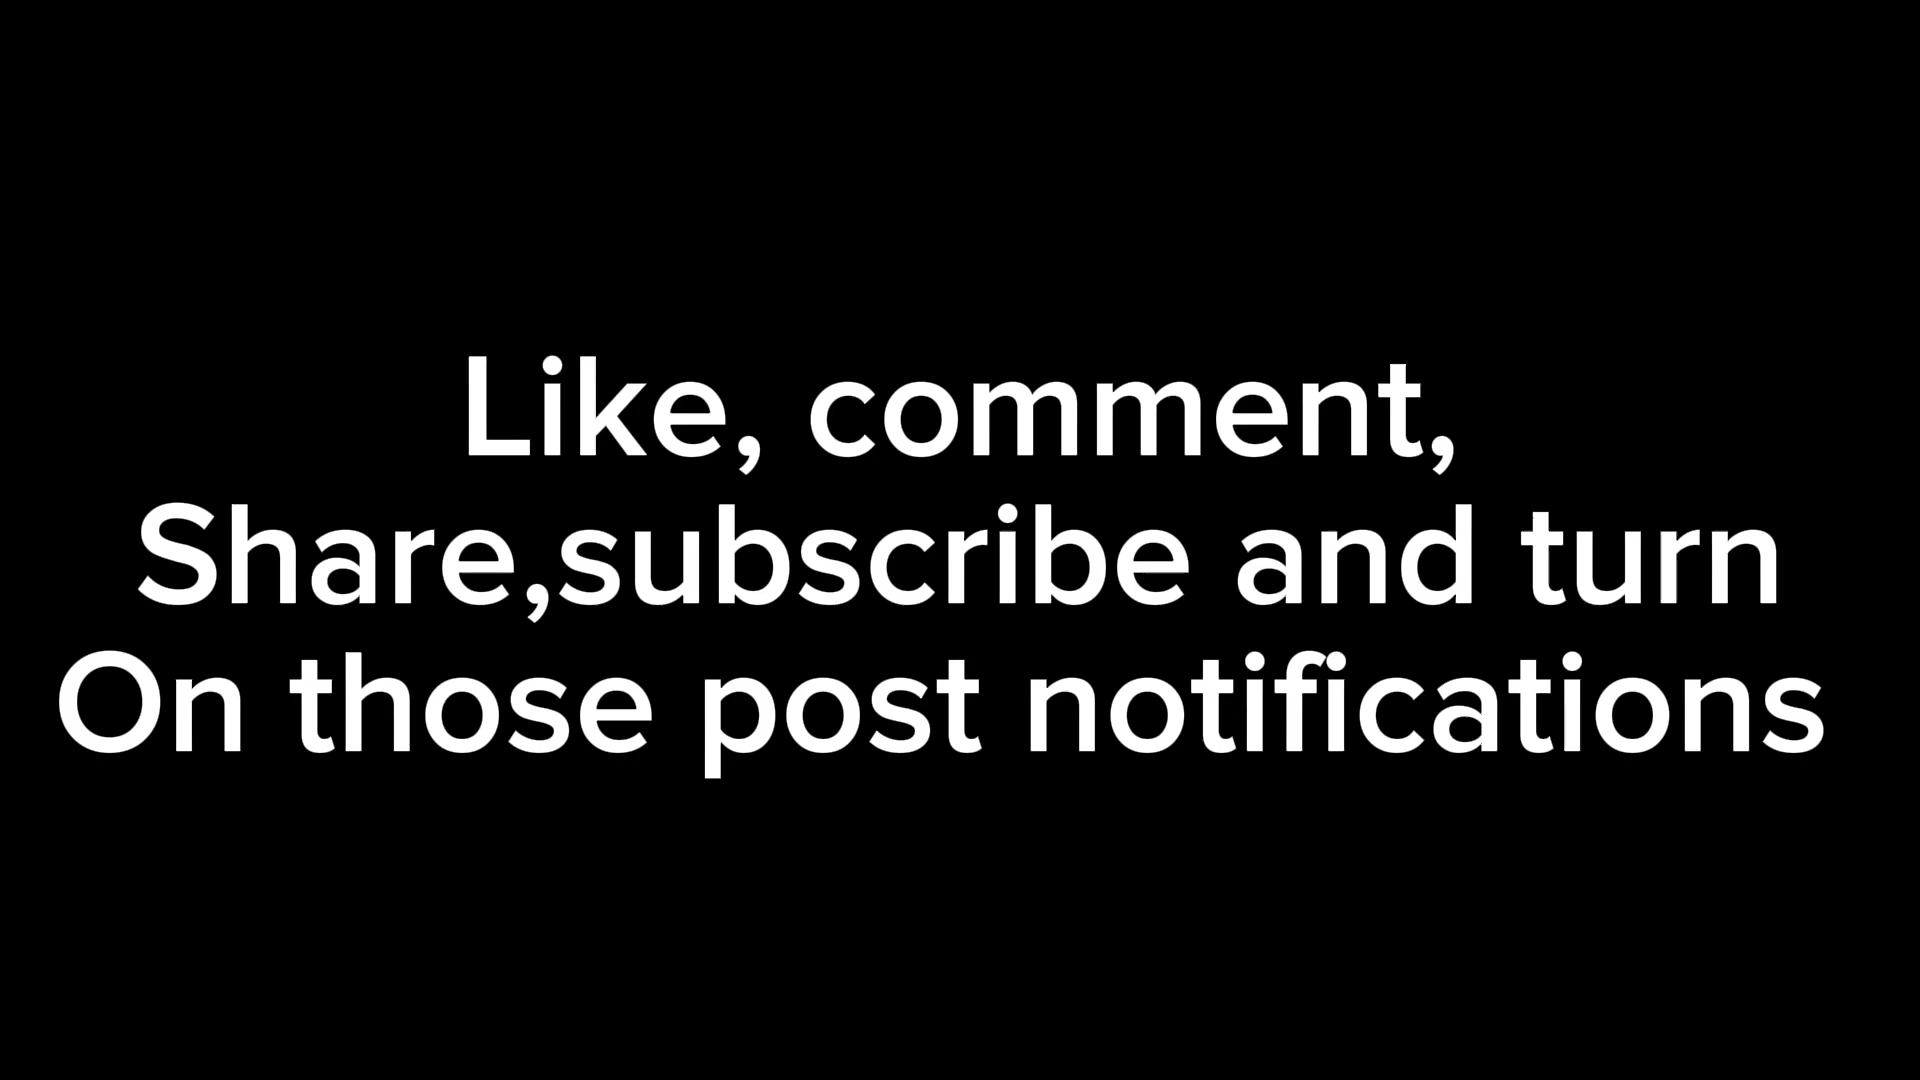 Like, comment,
Share,subscribe and turn
On those post notifications